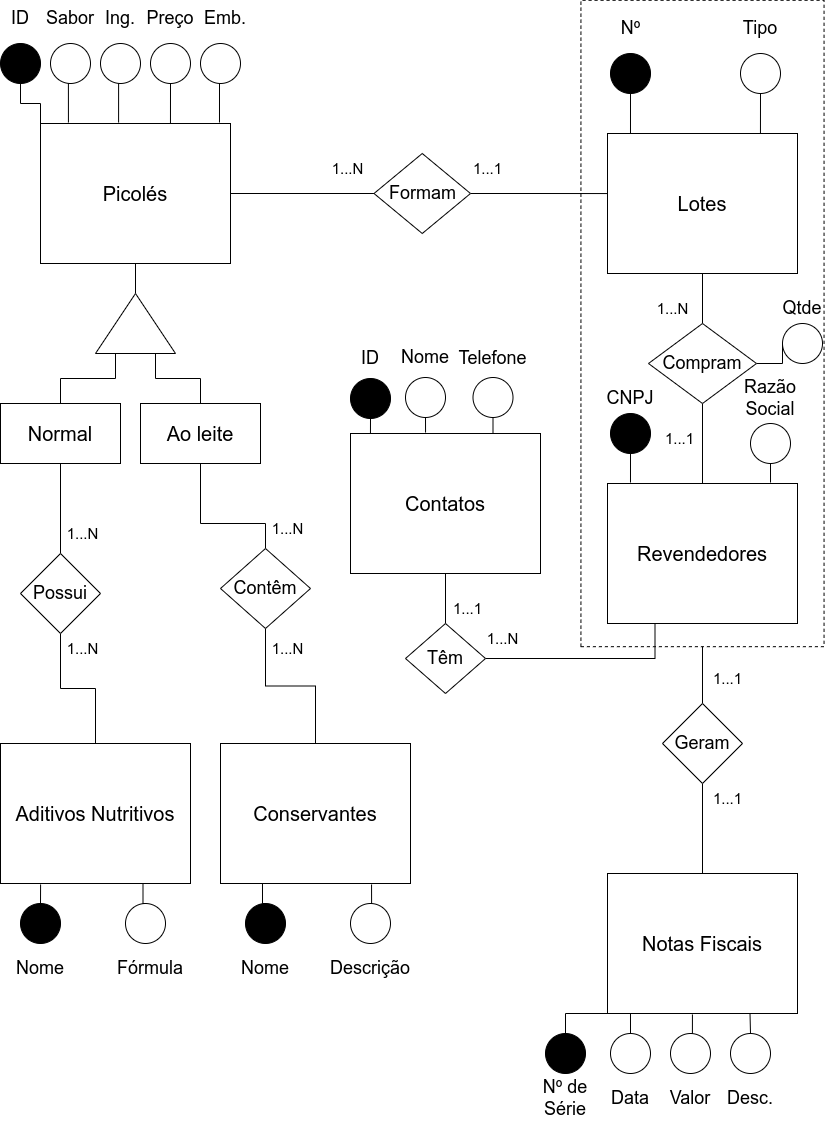 ID Sabor Ing. Preço Emb.
Nº
Tipo
Picolés
1...N
Formam
1...1
Lotes
1...N
Qtde
Compram
ID Nome Telefone
CNPJ
Razão
Social
1...1
Normal
Ao leite
Contatos
Revendedores
1...N
1...N
Possui
Contêm
1...1
1...N
Têm
1...N
1...N
1...1
Geram
1...1
Aditivos Nutritivos
Conservantes
Notas Fiscais
Nome
Fórmula
Nome
Descrição
Nº de
Série
Data
Valor
Desc.